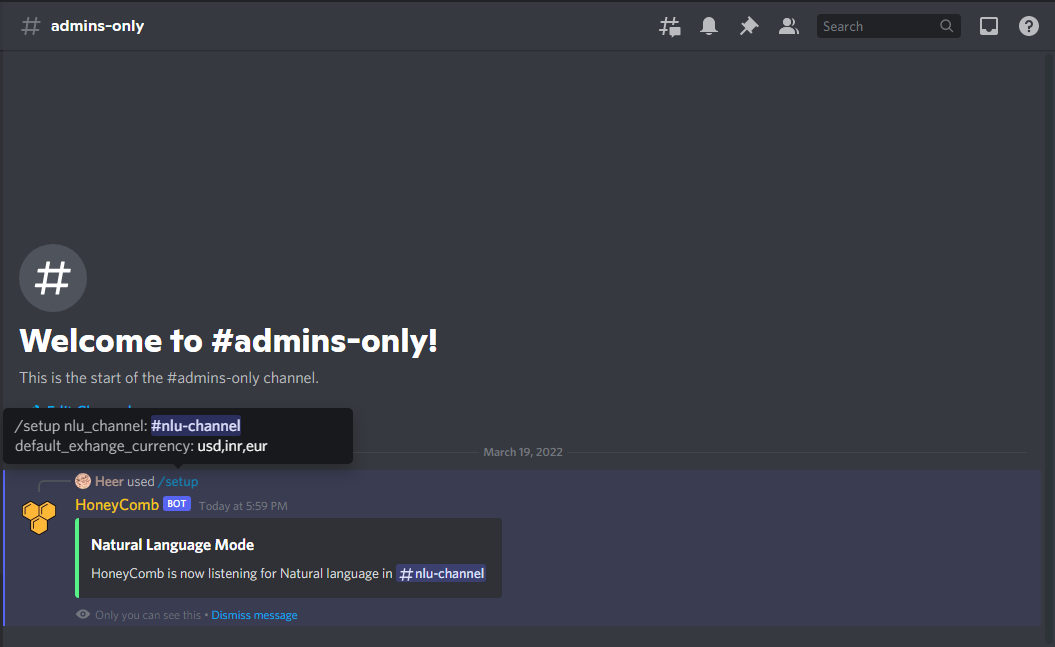 admins-only
Search
Welcome to #admins-only!
This is the start of the #admins-only channel.
/setup nlu_channel: #nlu-channel
default_exhange_currency: usd,inr,eur
March 19, 2022
Heer used /setup
HoneyComb BOT Today at 5:59 PM
Natural Language Mode
HoneyComb is now listening for Natural language in #nlu-channel
Only you can see this • Dismiss message